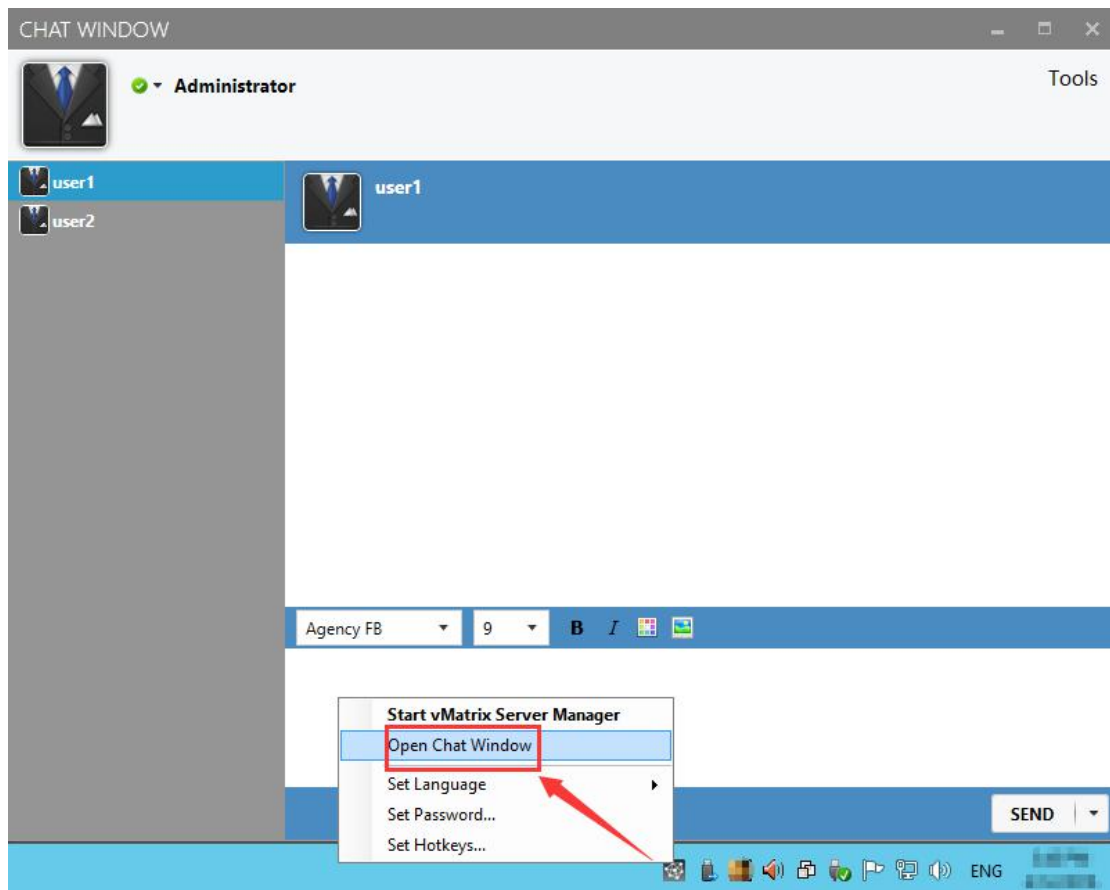 CHAT WINDOW
Administrator
Tools
user1
user2
user1
Agency FB 9 B I
Start vMatrix Server Manager
Open Chat Window
Set Language
Set Password...
Set Hotkeys...
SEND
ENG